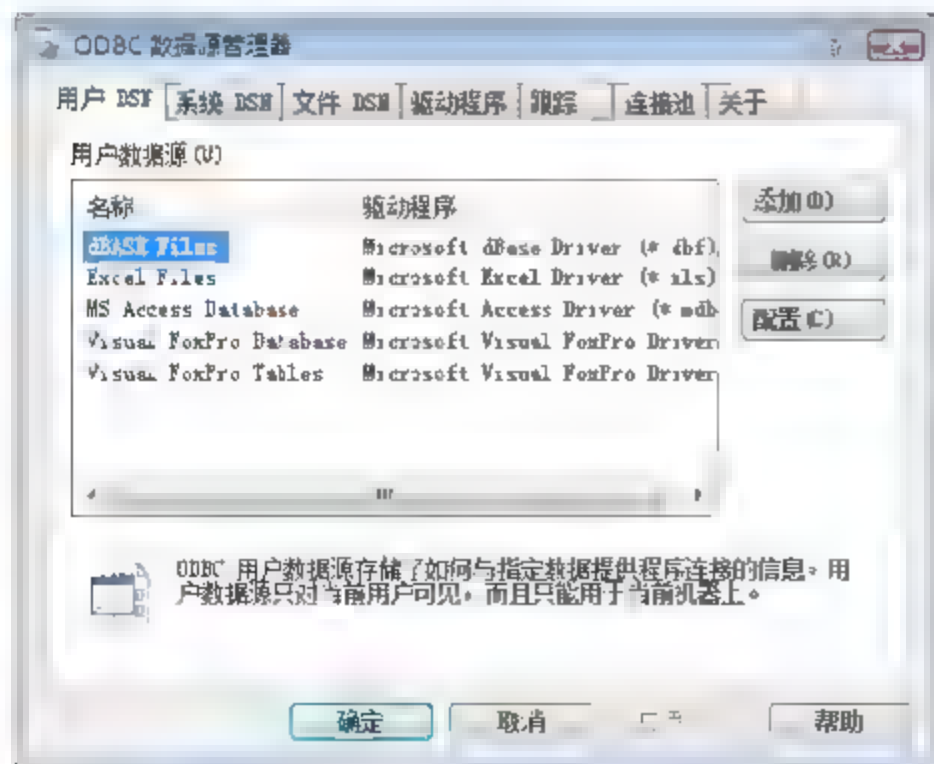 ODBC 数据源管理器
用户 DSN 系统 DSN 文件 DSN 驱动程序 跟踪 连接池 关于
用户数据源(U)
名称 驱动程序
添加(D)
dBASE Files Microsoft dBase Driver (*.dbf),
Excel Files Microsoft Excel Driver (*.xls)
删除(R)
MS Access Database Microsoft Access Driver (*.mdb
配置(C)
Visual FoxPro Database Microsoft Visual FoxPro Driver
Visual FoxPro Tables Microsoft Visual FoxPro Driver
ODBC 用户数据源存储了如何与指定数据提供程序连接的信息。用
户数据源只对当前用户可见，而且只能用于当前机器上。
确定 取消 帮助